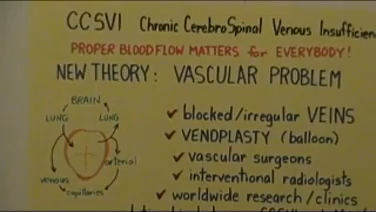 CCSVI Chronic CerebroSpinal Venous Insufficien
PROPER BLOODFLOW MATTERS for EVERYBODY!
NEW THEORY: VASCULAR PROBLEM
BRAIN
LUNG LUNG
arterial
venous
capillaries
✔ blocked/irregular VEINS
✔ VENOPLASTY (balloon)
✔ vascular surgeons
✔ interventional radiologists
✔ worldwide research/clinics